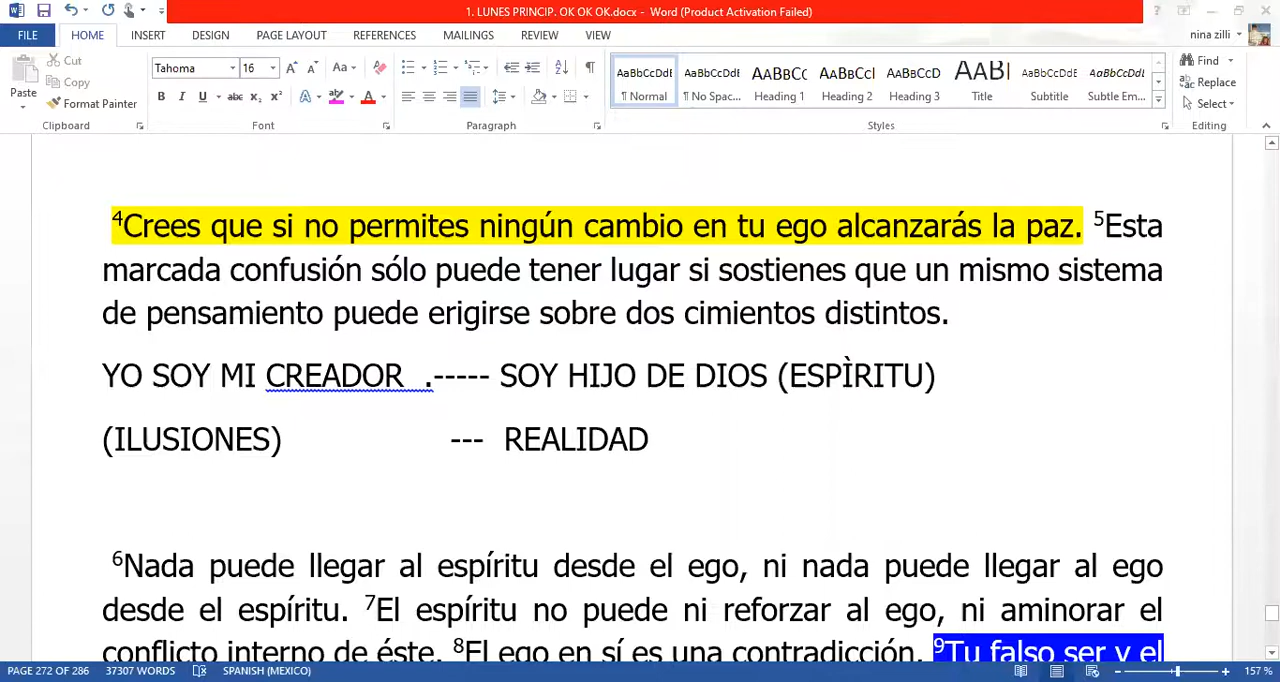 1. LUNES PRINCIP. OK OK OK.docx - Word (Product Activation Failed)
FILE HOME INSERT DESIGN PAGE LAYOUT REFERENCES MAILINGS REVIEW VIEW nina zilli
Paste Cut Copy Format Painter Clipboard
Tahoma 16 Aa Font
Paragraph
AaBbCcDdE AaBbCcDdE AaBbCc AaBbCcI AaBbCcD AaBl AaBbCcDdE AaBbCcDdE
¶ Normal ¶ No Spac... Heading 1 Heading 2 Heading 3 Title Subtitle Subtle Em...
Styles
Find Replace Select Editing
⁴Crees que si no permites ningún cambio en tu ego alcanzarás la paz. ⁵Esta
marcada confusión sólo puede tener lugar si sostienes que un mismo sistema
de pensamiento puede erigirse sobre dos cimientos distintos.
YO SOY MI CREADOR .----- SOY HIJO DE DIOS (ESPÌRITU)
(ILUSIONES) --- REALIDAD
⁶Nada puede llegar al espíritu desde el ego, ni nada puede llegar al ego
desde el espíritu. ⁷El espíritu no puede ni reforzar al ego, ni aminorar el
conflicto interno de éste. ⁸El ego en sí es una contradicción. ⁹Tu falso ser y el
PAGE 272 OF 286 37307 WORDS SPANISH (MEXICO) 157 %